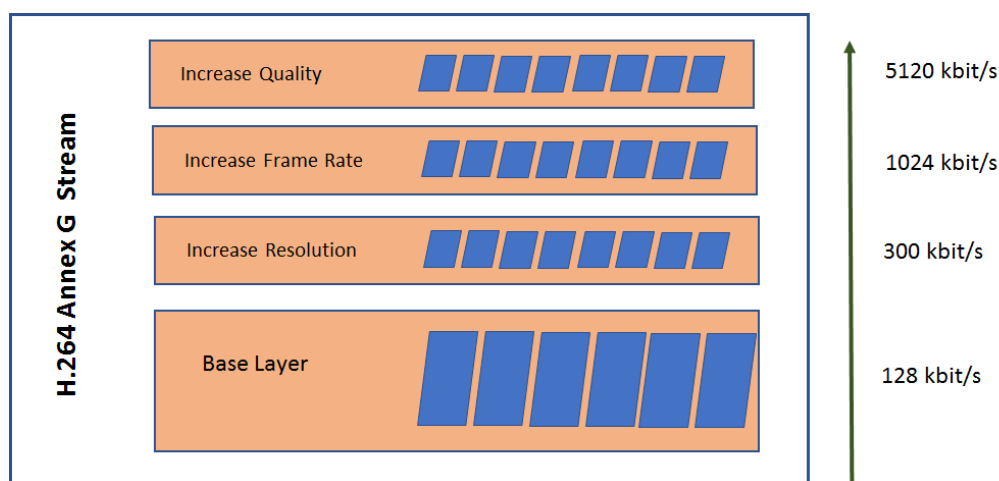 H.264 Annex G Stream
Increase Quality
5120 kbit/s
Increase Frame Rate
1024 kbit/s
Increase Resolution
300 kbit/s
Base Layer
128 kbit/s